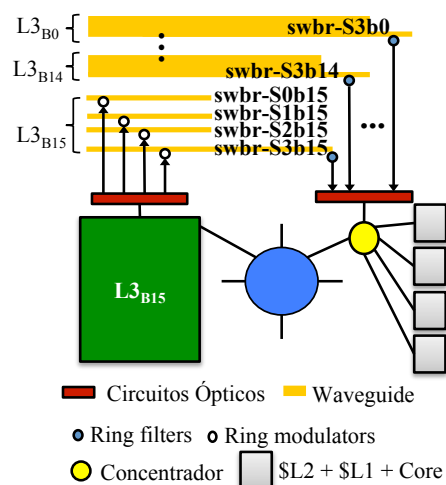 L3B0
swbr-S3b0
L3B14
swbr-S3b14
swbr-S0b15
swbr-S1b15
L3B15
swbr-S2b15
swbr-S3b15
L3B15
Circuitos Ópticos
Waveguide
Ring filters
Ring modulators
Concentrador
$L2 + $L1 + Core